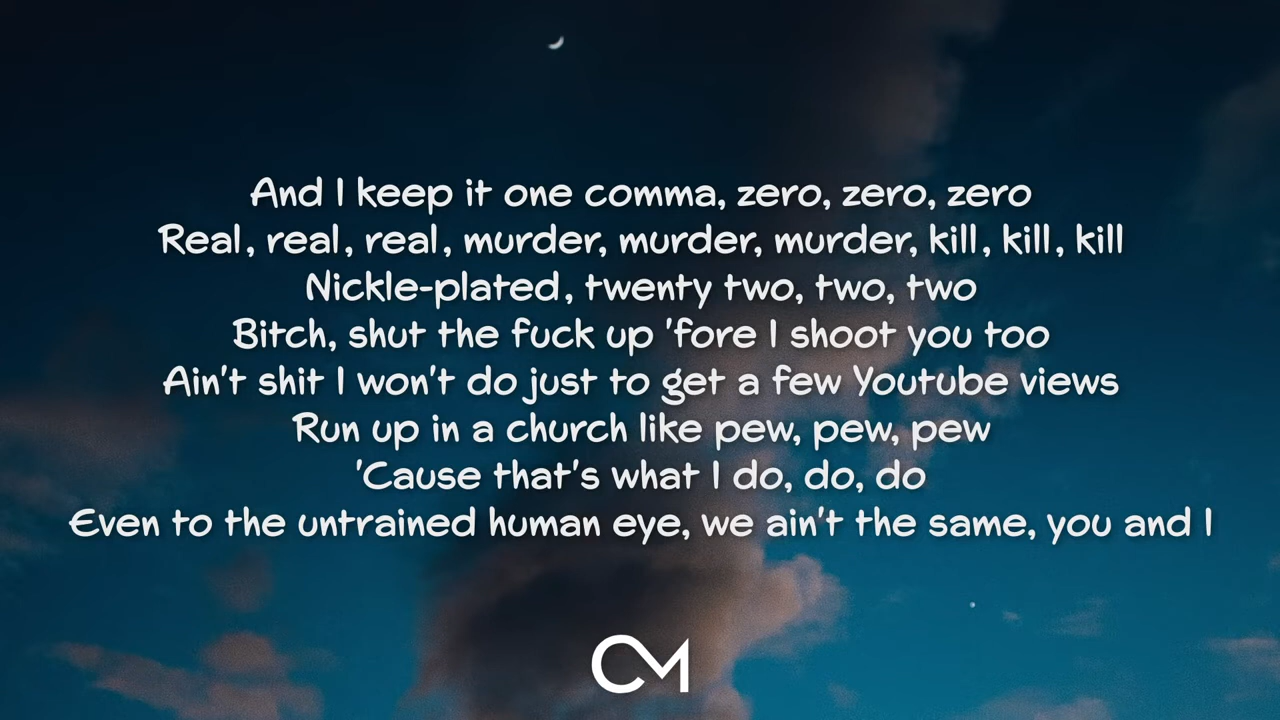 And I keep it one comma, zero, zero, zero
Real, real, real, murder, murder, murder, kill, kill, kill
Nickle-plated, twenty two, two, two
Bitch, shut the fuck up 'fore I shoot you too
Ain't shit I won't do just to get a few Youtube views
Run up in a church like pew, pew, pew
'Cause that's what I do, do, do
Even to the untrained human eye, we ain't the same, you and I
CM